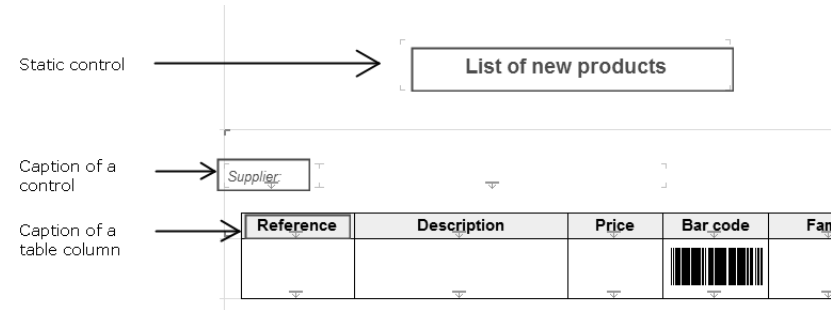 Static control
List of new products
Caption of a
control
Supplier:
Caption of a
table column
Reference Description Price Bar code Fam